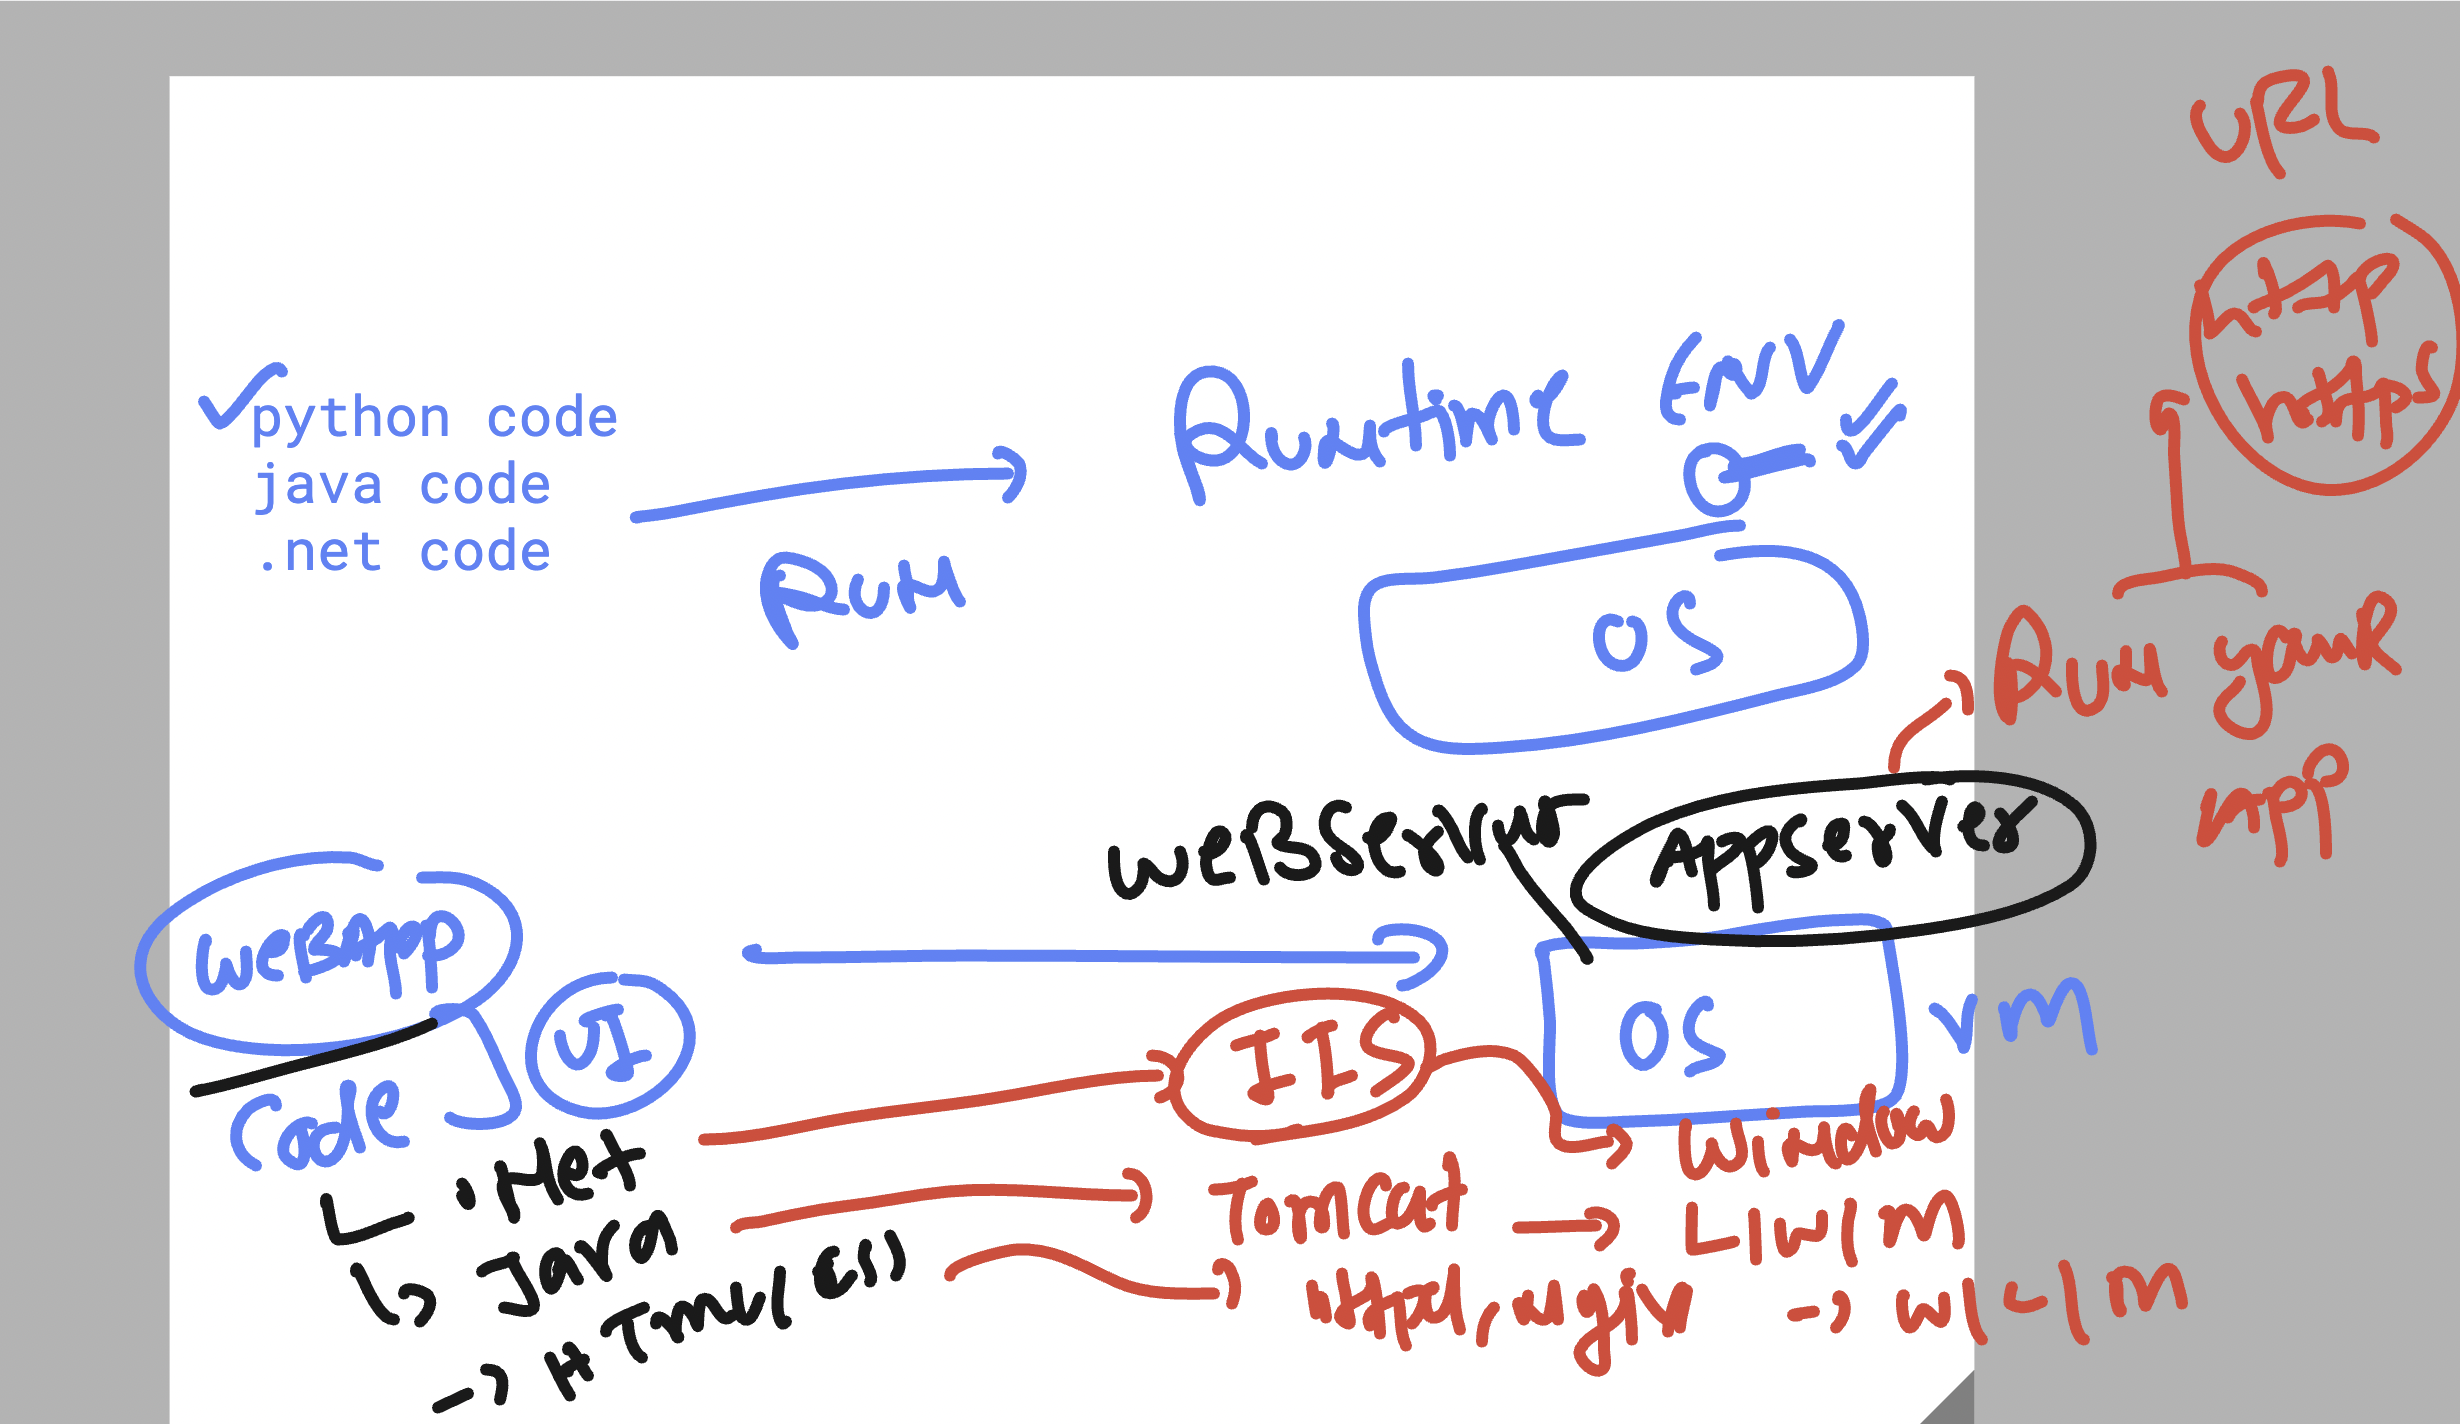 URL
http
https
Runtime ENV
python code
java code
.net code
Run
OS
Run your
App
WEBServer
AppServer
WEBApp
UI
OS
VM
Code
IIS
Window
.Net
Tomcat
L|W|M
Java
httpd, nginx
W|L|M
HTML|CSS